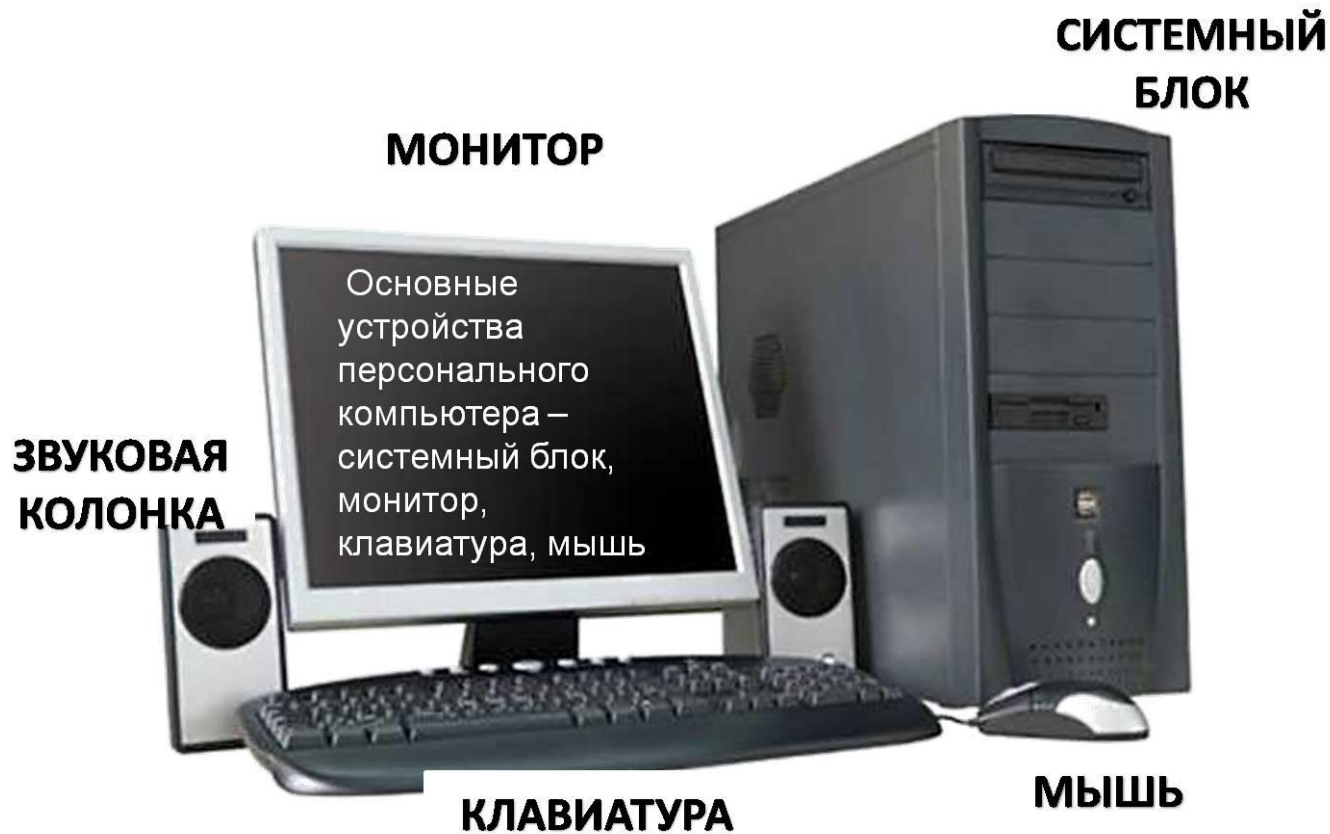 СИСТЕМНЫЙ
БЛОК
МОНИТОР
Основные
устройства
персонального
компьютера –
системный блок,
монитор,
клавиатура, мышь
ЗВУКОВАЯ
КОЛОНКА
МЫШЬ
КЛАВИАТУРА